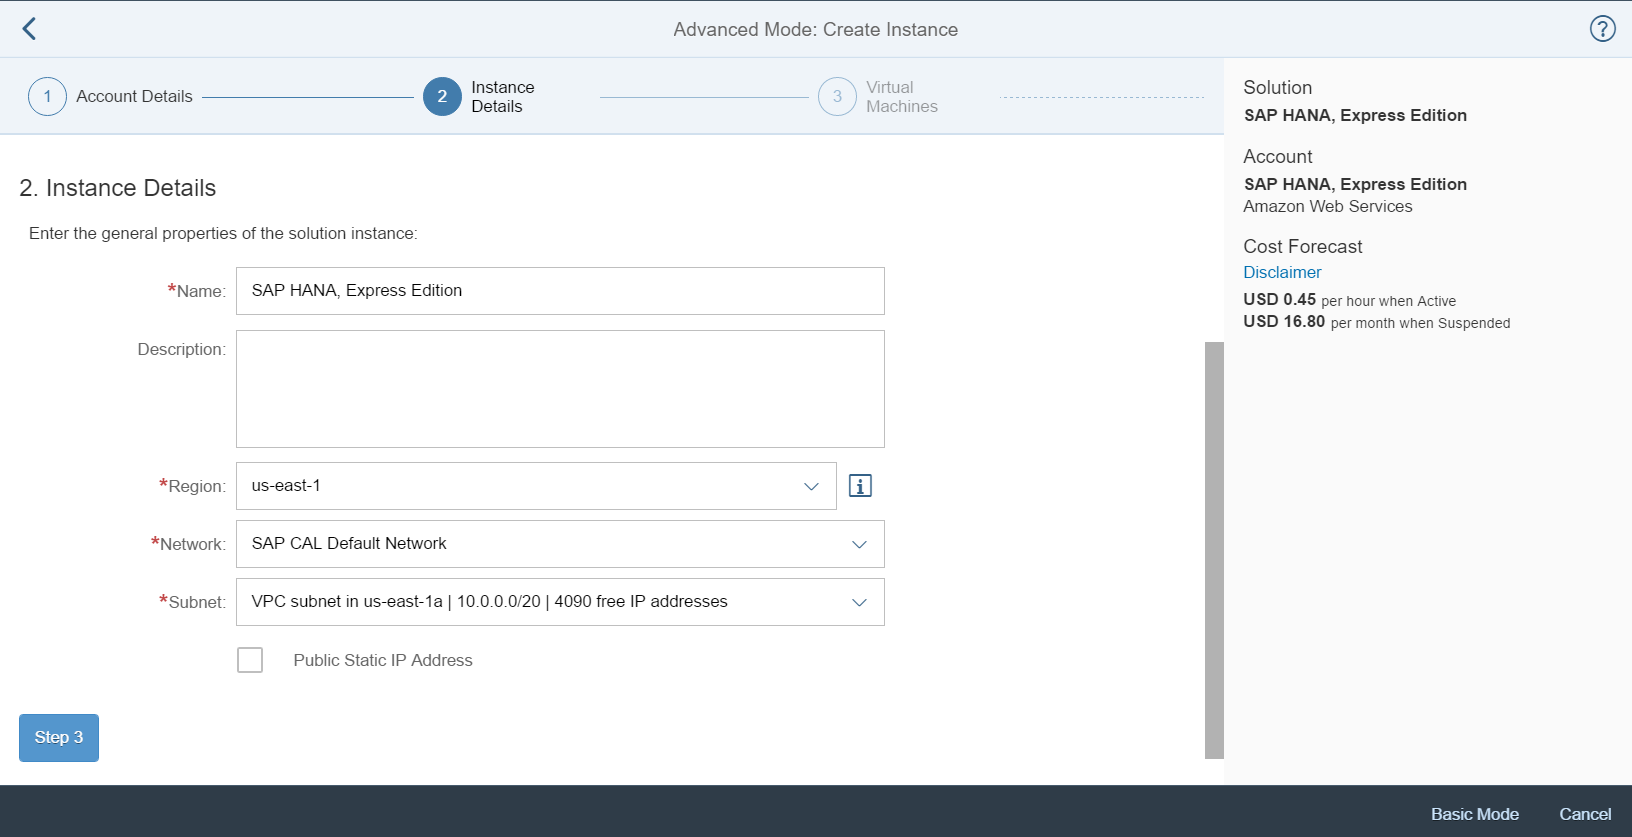 Advanced Mode: Create Instance
?
1 Account Details
2 Instance Details
3 Virtual Machines
2. Instance Details
Enter the general properties of the solution instance:
*Name: SAP HANA, Express Edition
Description:
*Region: us-east-1
i
*Network: SAP CAL Default Network
*Subnet: VPC subnet in us-east-1a | 10.0.0.0/20 | 4090 free IP addresses
Public Static IP Address
Step 3
Solution
SAP HANA, Express Edition
Account
SAP HANA, Express Edition
Amazon Web Services
Cost Forecast
Disclaimer
USD 0.45 per hour when Active
USD 16.80 per month when Suspended
Basic Mode
Cancel